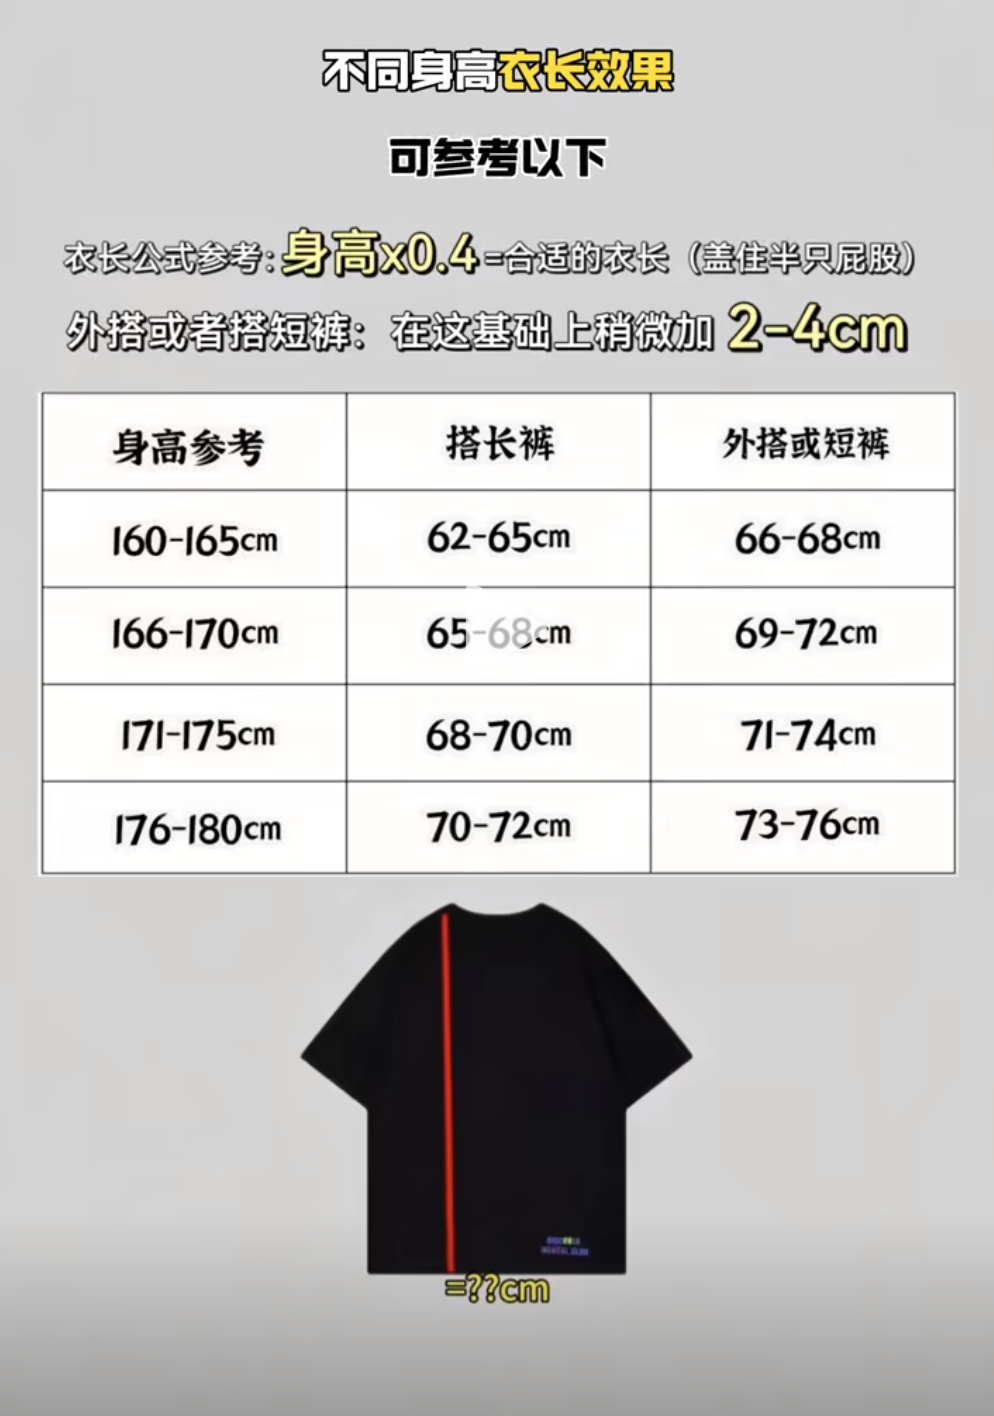 不同身高衣长效果
可参考以下
衣长公式参考:身高x0.4=合适的衣长（盖住半只屁股）
外搭或者搭短裤：在这基础上稍微加 2-4cm
身高参考 搭长裤 外搭或短裤
160-165cm 62-65cm 66-68cm
166-170cm 65-68cm 69-72cm
171-175cm 68-70cm 71-74cm
176-180cm 70-72cm 73-76cm
=??cm